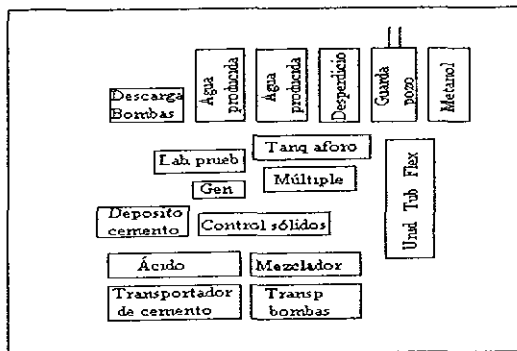 Descarga
Bombas
Agua
producida
Agua
producida
Desperdicio
Guarda
pozo
Metanol
Lab prueb
Tanq aforo
Gen
Múltiple
Unid Tub Flex
Deposito
cemento
Control sólidos
Ácido
Mezclador
Transportador
de cemento
Transp
bombas